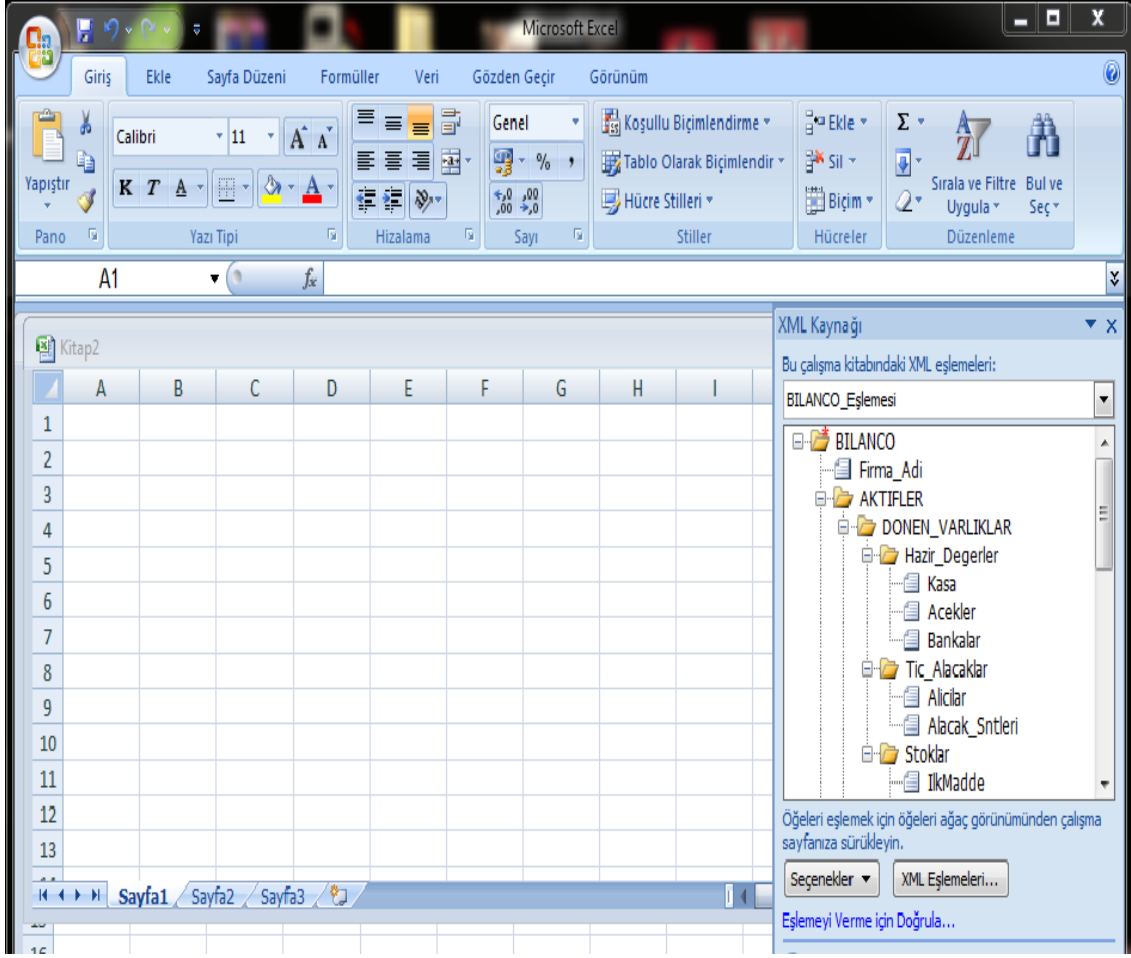 Microsoft Excel
Giriş Ekle Sayfa Düzeni Formüller Veri Gözden Geçir Görünüm
Yapıştır
Calibri 11
K T A A
Genel
% ,
Koşullu Biçimlendirme
Tablo Olarak Biçimlendir
Hücre Stilleri
Ekle
Sil
Biçim
Σ
Sırala ve Filtre Uygula
Bul ve Seç
Pano Yazı Tipi Hizalama Sayı Stiller Hücreler Düzenleme
A1 fx
Kitap2
A B C D E F G H I
1
2
3
4
5
6
7
8
9
10
11
12
13
Sayfa1 Sayfa2 Sayfa3
16
XML Kaynağı
Bu çalışma kitabındaki XML eşlemeleri:
BILANCO_Eşlemesi
BILANCO
Firma_Adi
AKTIFLER
DONEN_VARLIKLAR
Hazir_Degerler
Kasa
Acekler
Bankalar
Tic_Alacaklar
Alicilar
Alacak_Sntleri
Stoklar
IlkMadde
Öğeleri eşlemek için öğeleri ağaç görünümünden çalışma
sayfanıza sürükleyin.
Seçenekler XML Eşlemeleri...
Eşlemeyi Verme için Doğrula...